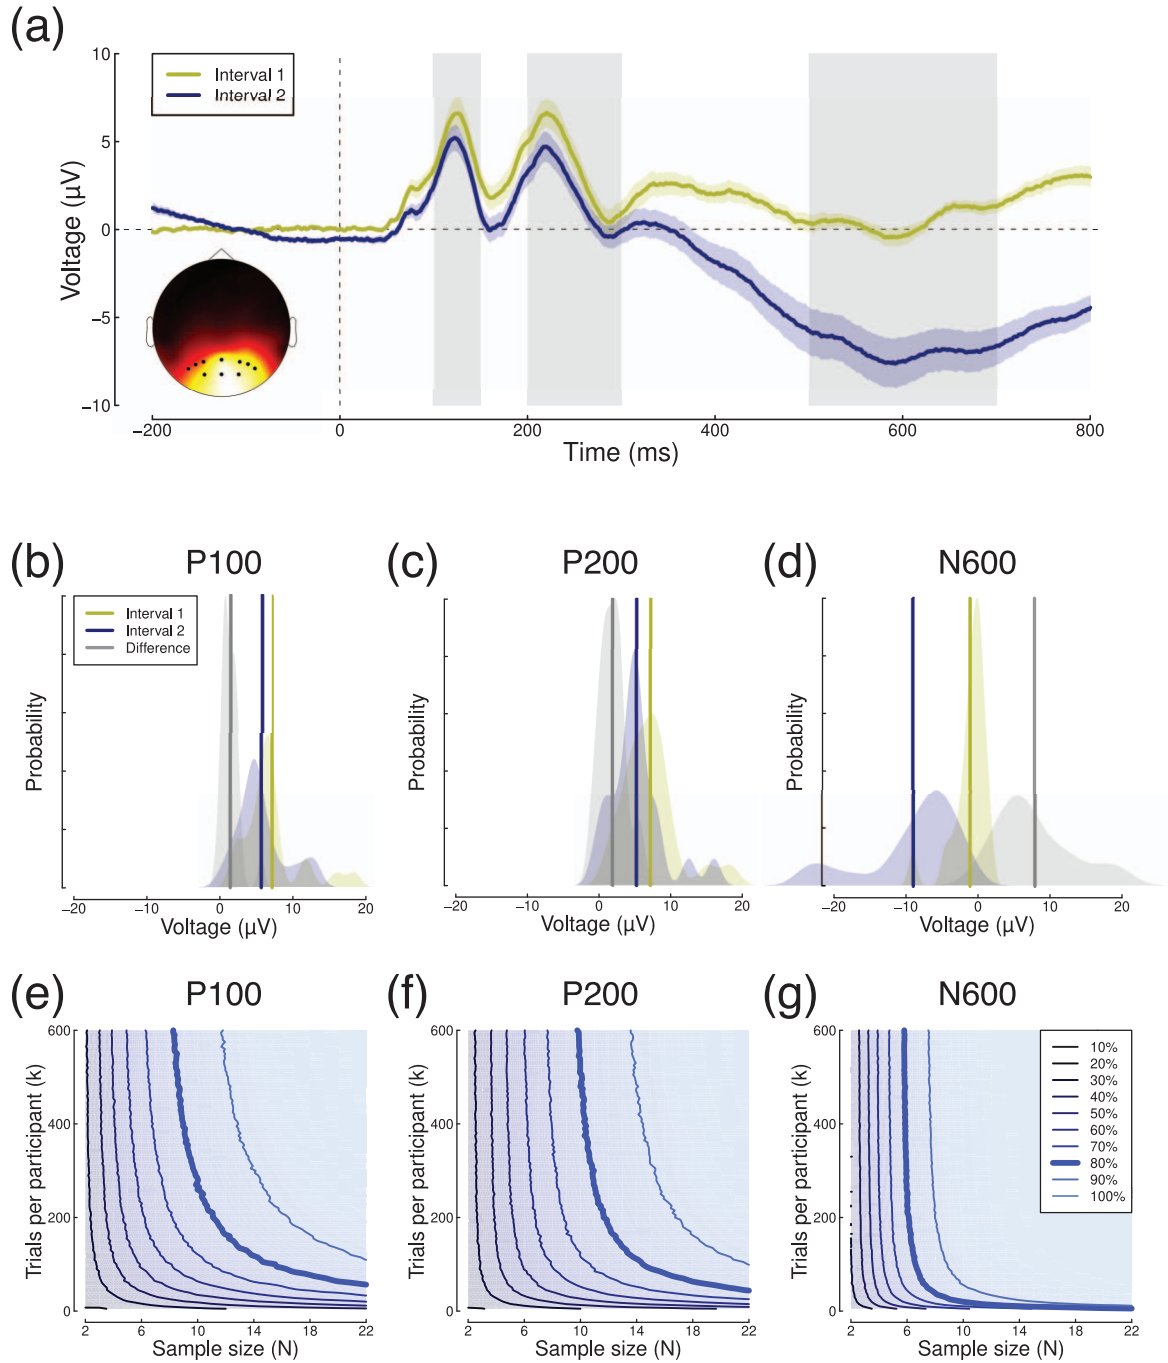 (a)
10
5
0
−5
−10
Voltage (µV)
Interval 1
Interval 2
−200
0
200
400
600
800
Time (ms)
(b)
P100
Interval 1
Interval 2
Difference
Probability
−20
−10
0
10
20
Voltage (µV)
(c)
P200
Probability
−20
−10
0
10
20
Voltage (µV)
(d)
N600
Probability
−20
−10
0
10
20
Voltage (µV)
(e)
P100
600
400
200
0
Trials per participant (k)
2
6
10
14
18
22
Sample size (N)
(f)
P200
600
400
200
0
Trials per participant (k)
2
6
10
14
18
22
Sample size (N)
(g)
N600
600
400
200
0
Trials per participant (k)
10%
20%
30%
40%
50%
60%
70%
80%
90%
100%
2
6
10
14
18
22
Sample size (N)